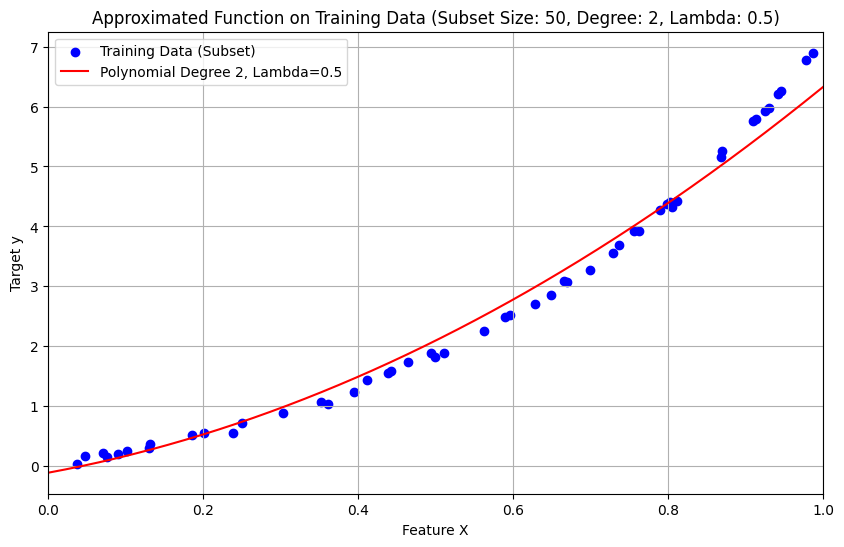 Approximated Function on Training Data (Subset Size: 50, Degree: 2, Lambda: 0.5)
Training Data (Subset)
Polynomial Degree 2, Lambda=0.5
7
6
5
4
3
2
1
0
Target y
0.0 0.2 0.4 0.6 0.8 1.0
Feature X